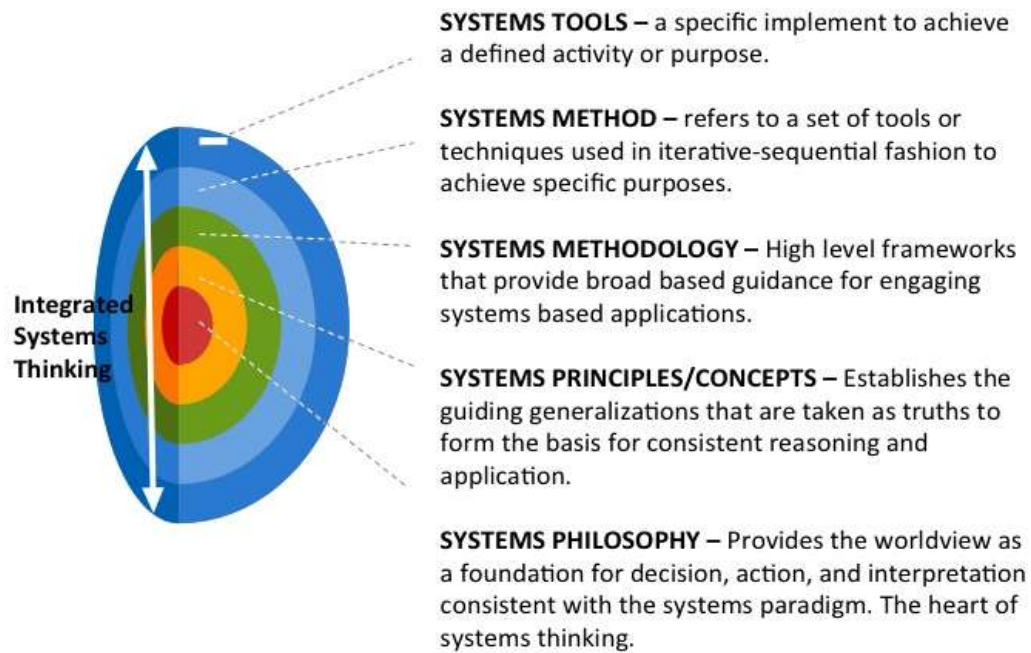 SYSTEMS TOOLS – a specific implement to achieve
a defined activity or purpose.
SYSTEMS METHOD – refers to a set of tools or
techniques used in iterative-sequential fashion to
achieve specific purposes.
SYSTEMS METHODOLOGY – High level frameworks
that provide broad based guidance for engaging
systems based applications.
Integrated
Systems
Thinking
SYSTEMS PRINCIPLES/CONCEPTS – Establishes the
guiding generalizations that are taken as truths to
form the basis for consistent reasoning and
application.
SYSTEMS PHILOSOPHY – Provides the worldview as
a foundation for decision, action, and interpretation
consistent with the systems paradigm. The heart of
systems thinking.